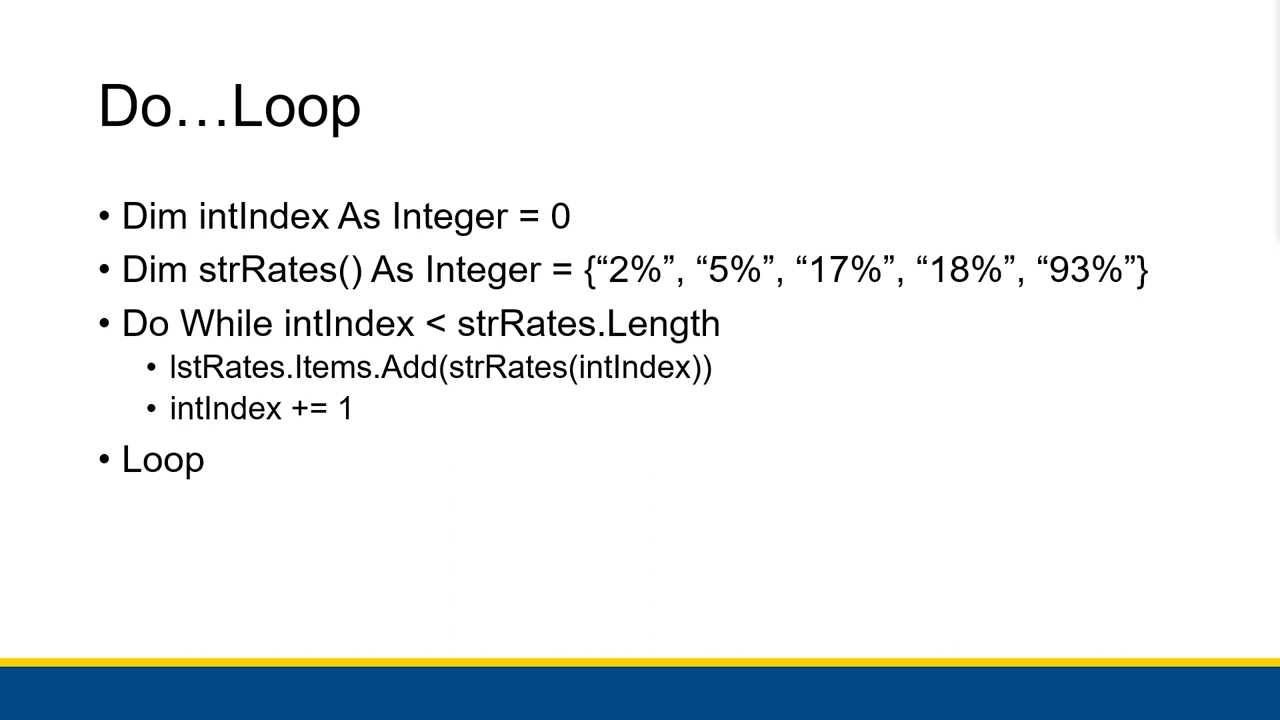 Do…Loop
• Dim intIndex As Integer = 0
• Dim strRates() As Integer = {“2%”, “5%”, “17%”, “18%”, “93%”}
• Do While intIndex < strRates.Length
• lstRates.Items.Add(strRates(intIndex))
• intIndex += 1
• Loop